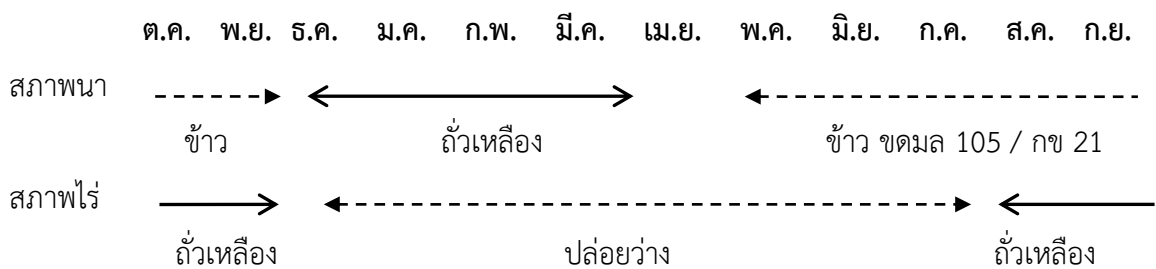 ต.ค. พ.ย. ธ.ค. ม.ค. ก.พ. มี.ค. เม.ย. พ.ค. มิ.ย. ก.ค. ส.ค. ก.ย.
สภาพนา
ข้าว ถั่วเหลือง ข้าว ขดมล 105 / กข 21
สภาพไร่
ถั่วเหลือง ปล่อยว่าง ถั่วเหลือง